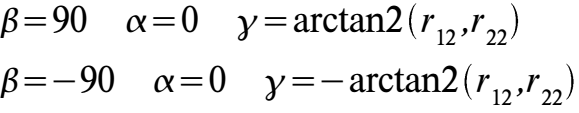 β=90 α=0 γ=arctan2(r₁₂,r₂₂)
β=−90 α=0 γ=−arctan2(r₁₂,r₂₂)